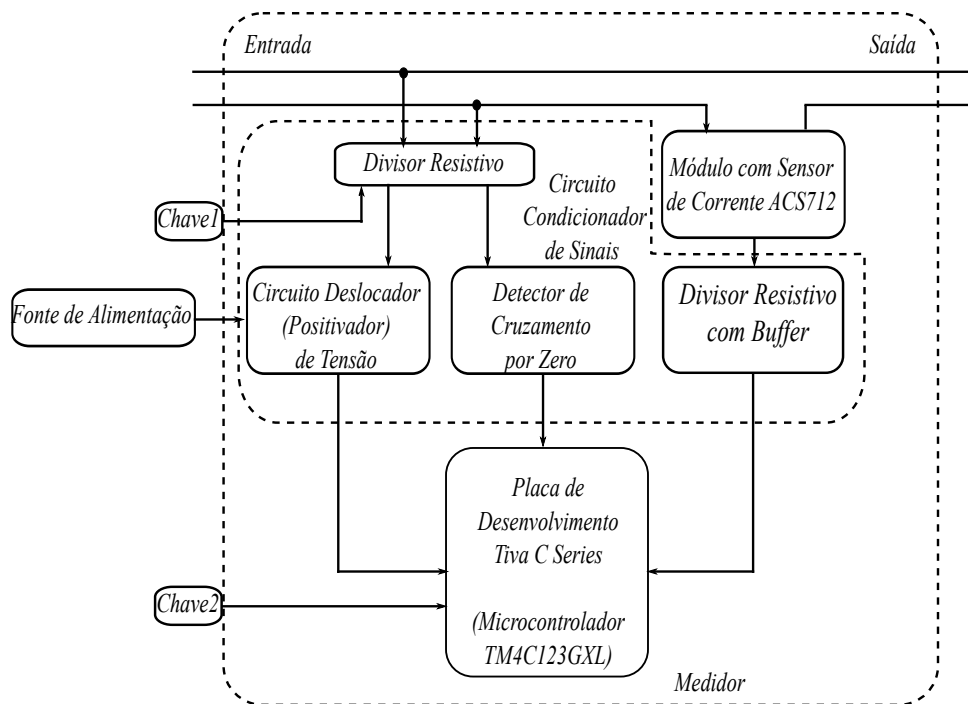 Entrada
Saída
Divisor Resistivo
Módulo com Sensor
de Corrente ACS712
Circuito
Condicionador
de Sinais
Chave1
Circuito Deslocador
(Positivador)
de Tensão
Detector de
Cruzamento
por Zero
Divisor Resistivo
com Buffer
Fonte de Alimentação
Placa de
Desenvolvimento
Tiva C Series
(Microcontrolador
TM4C123GXL)
Chave2
Medidor